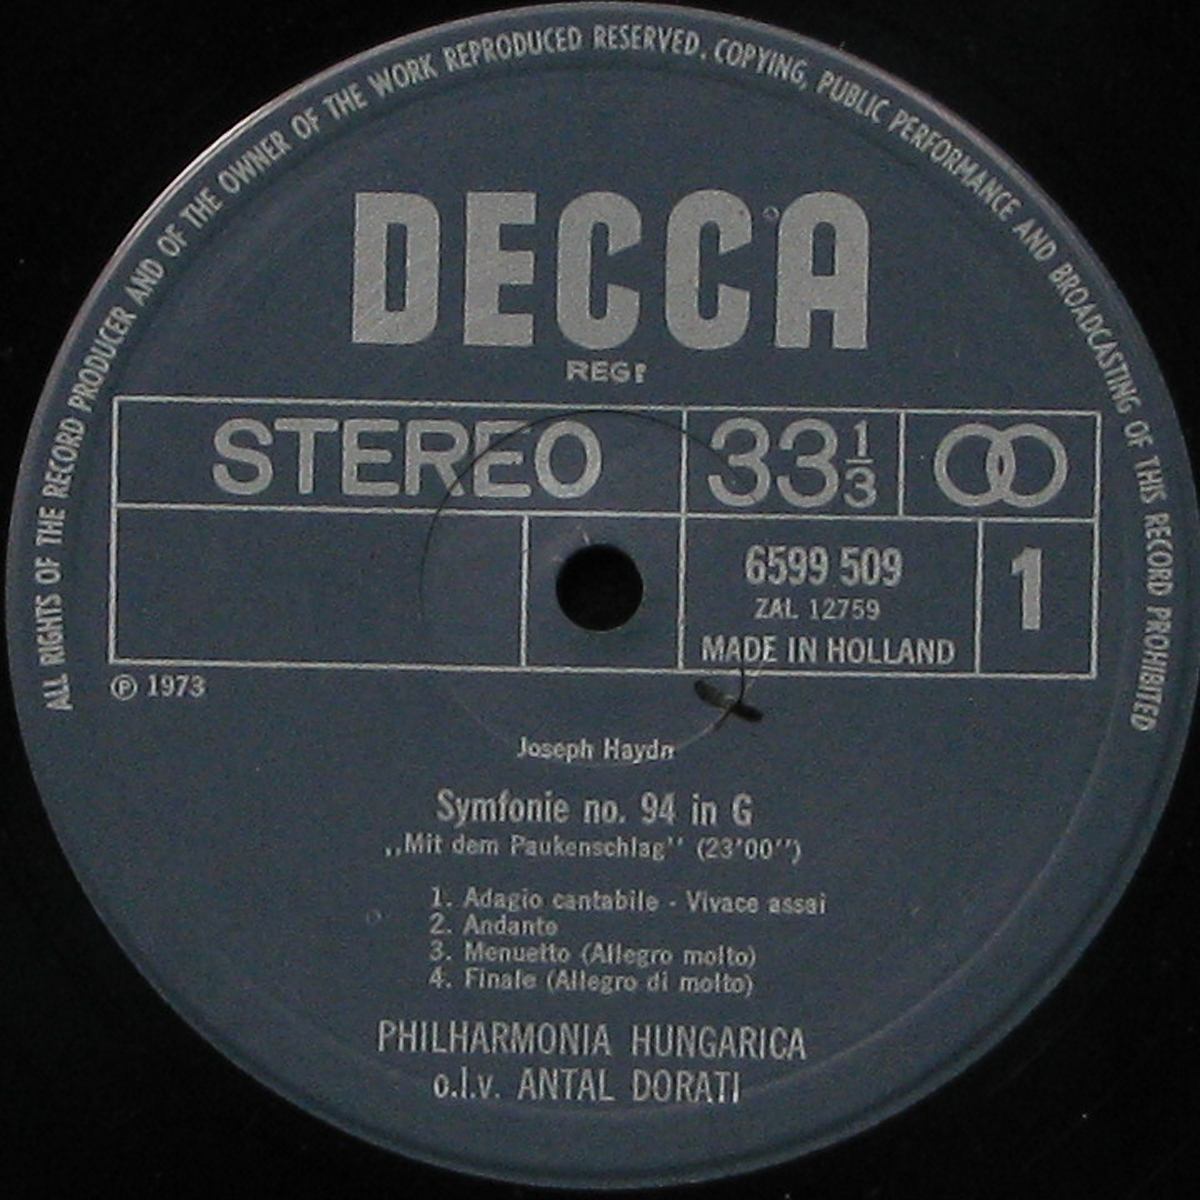 ALL RIGHTS OF THE RECORD PRODUCER AND OF THE OWNER OF THE WORK REPRODUCED RESERVED. COPYING, PUBLIC PERFORMANCE AND BROADCASTING OF THIS RECORD PROHIBITED
DECCA
REGD
STEREO
33 1/3
6599 509
1
ZAL 12759
MADE IN HOLLAND
℗ 1973
Joseph Haydn
Symfonie no. 94 in G
,,Mit dem Paukenschlag'' (23'00'')
1. Adagio cantabile - Vivace assai
2. Andante
3. Menuetto (Allegro molto)
4. Finale (Allegro di molto)
PHILHARMONIA HUNGARICA
o.l.v. ANTAL DORATI